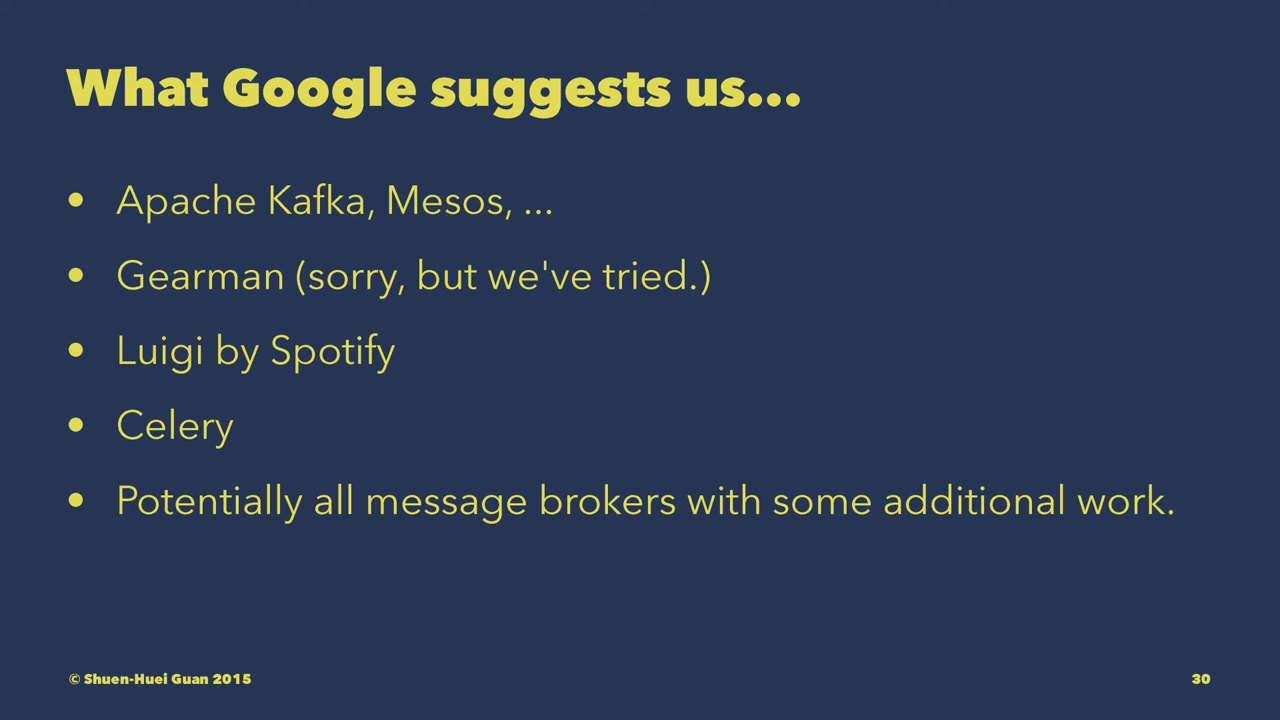 What Google suggests us...
• Apache Kafka, Mesos, ...
• Gearman (sorry, but we've tried.)
• Luigi by Spotify
• Celery
• Potentially all message brokers with some additional work.
© Shuen-Huei Guan 2015
30